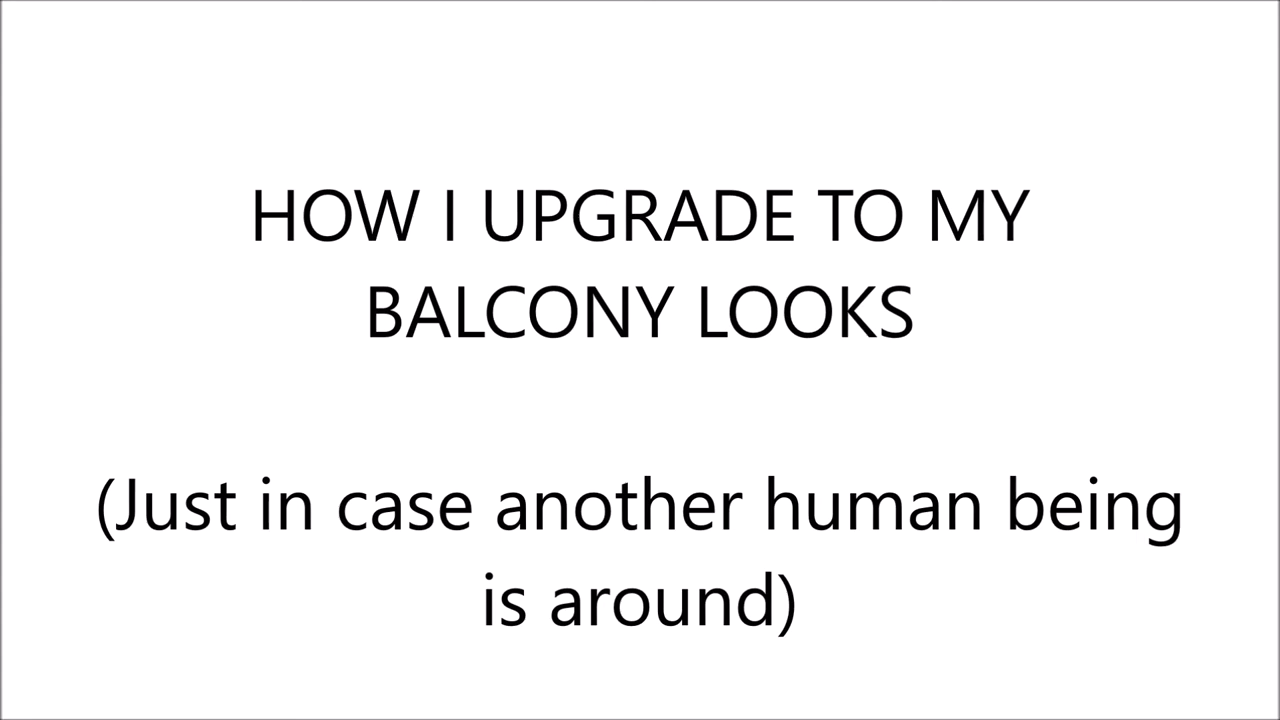 HOW I UPGRADE TO MY
BALCONY LOOKS
(Just in case another human being
is around)